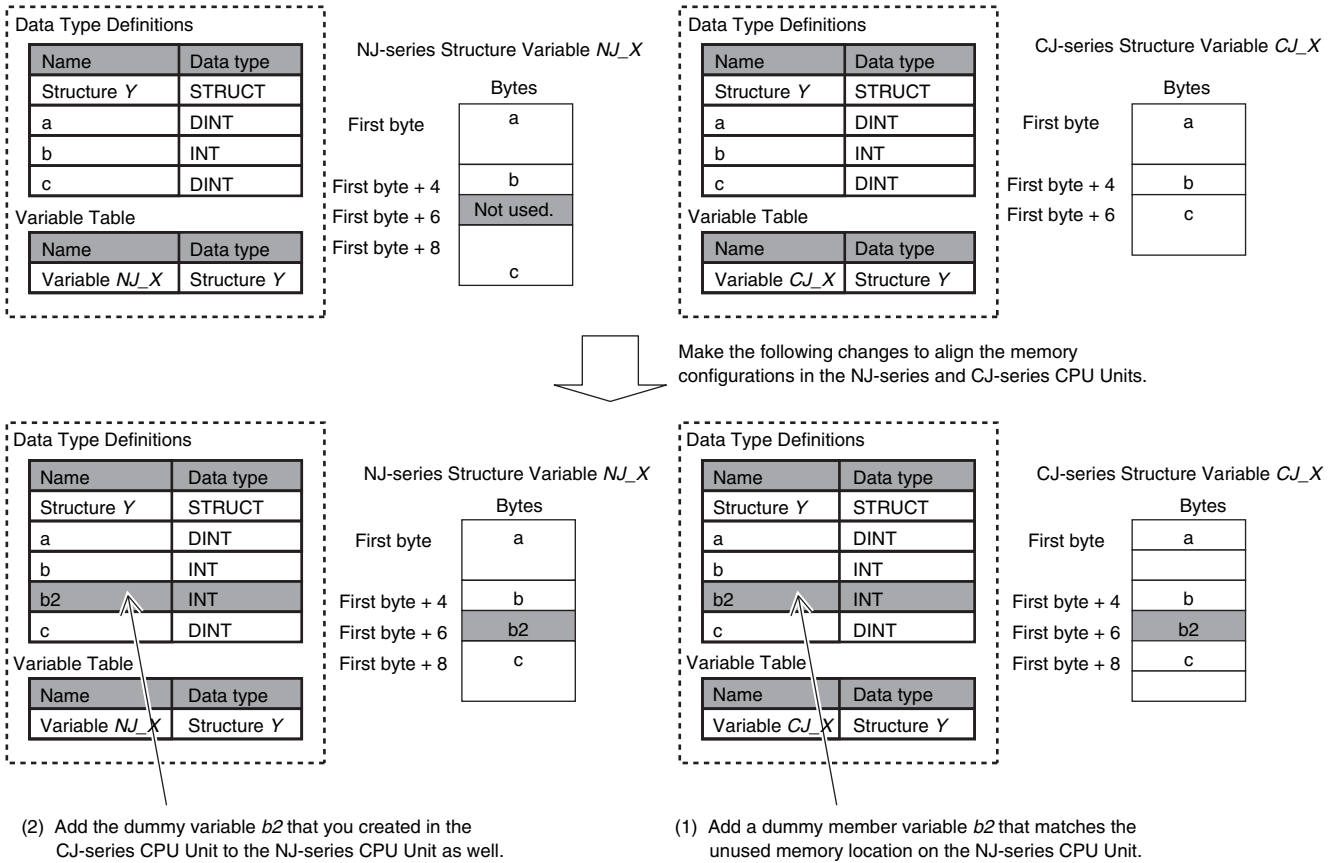 Data Type Definitions
Name Data type
Structure Y STRUCT
a DINT
b INT
c DINT
Variable Table
Name Data type
Variable NJ_X Structure Y
NJ-series Structure Variable NJ_X
Bytes
First byte a
First byte + 4 b
First byte + 6 Not used.
First byte + 8
c
Data Type Definitions
Name Data type
Structure Y STRUCT
a DINT
b INT
c DINT
Variable Table
Name Data type
Variable CJ_X Structure Y
CJ-series Structure Variable CJ_X
Bytes
First byte a
First byte + 4 b
First byte + 6 c
Make the following changes to align the memory
configurations in the NJ-series and CJ-series CPU Units.
Data Type Definitions
Name Data type
Structure Y STRUCT
a DINT
b INT
b2 INT
c DINT
Variable Table
Name Data type
Variable NJ_X Structure Y
NJ-series Structure Variable NJ_X
Bytes
First byte a
First byte + 4 b
First byte + 6 b2
First byte + 8 c
Data Type Definitions
Name Data type
Structure Y STRUCT
a DINT
b INT
b2 INT
c DINT
Variable Table
Name Data type
Variable CJ_X Structure Y
CJ-series Structure Variable CJ_X
Bytes
First byte a
First byte + 4 b
First byte + 6 b2
First byte + 8 c
(2) Add the dummy variable b2 that you created in the
CJ-series CPU Unit to the NJ-series CPU Unit as well.
(1) Add a dummy member variable b2 that matches the
unused memory location on the NJ-series CPU Unit.